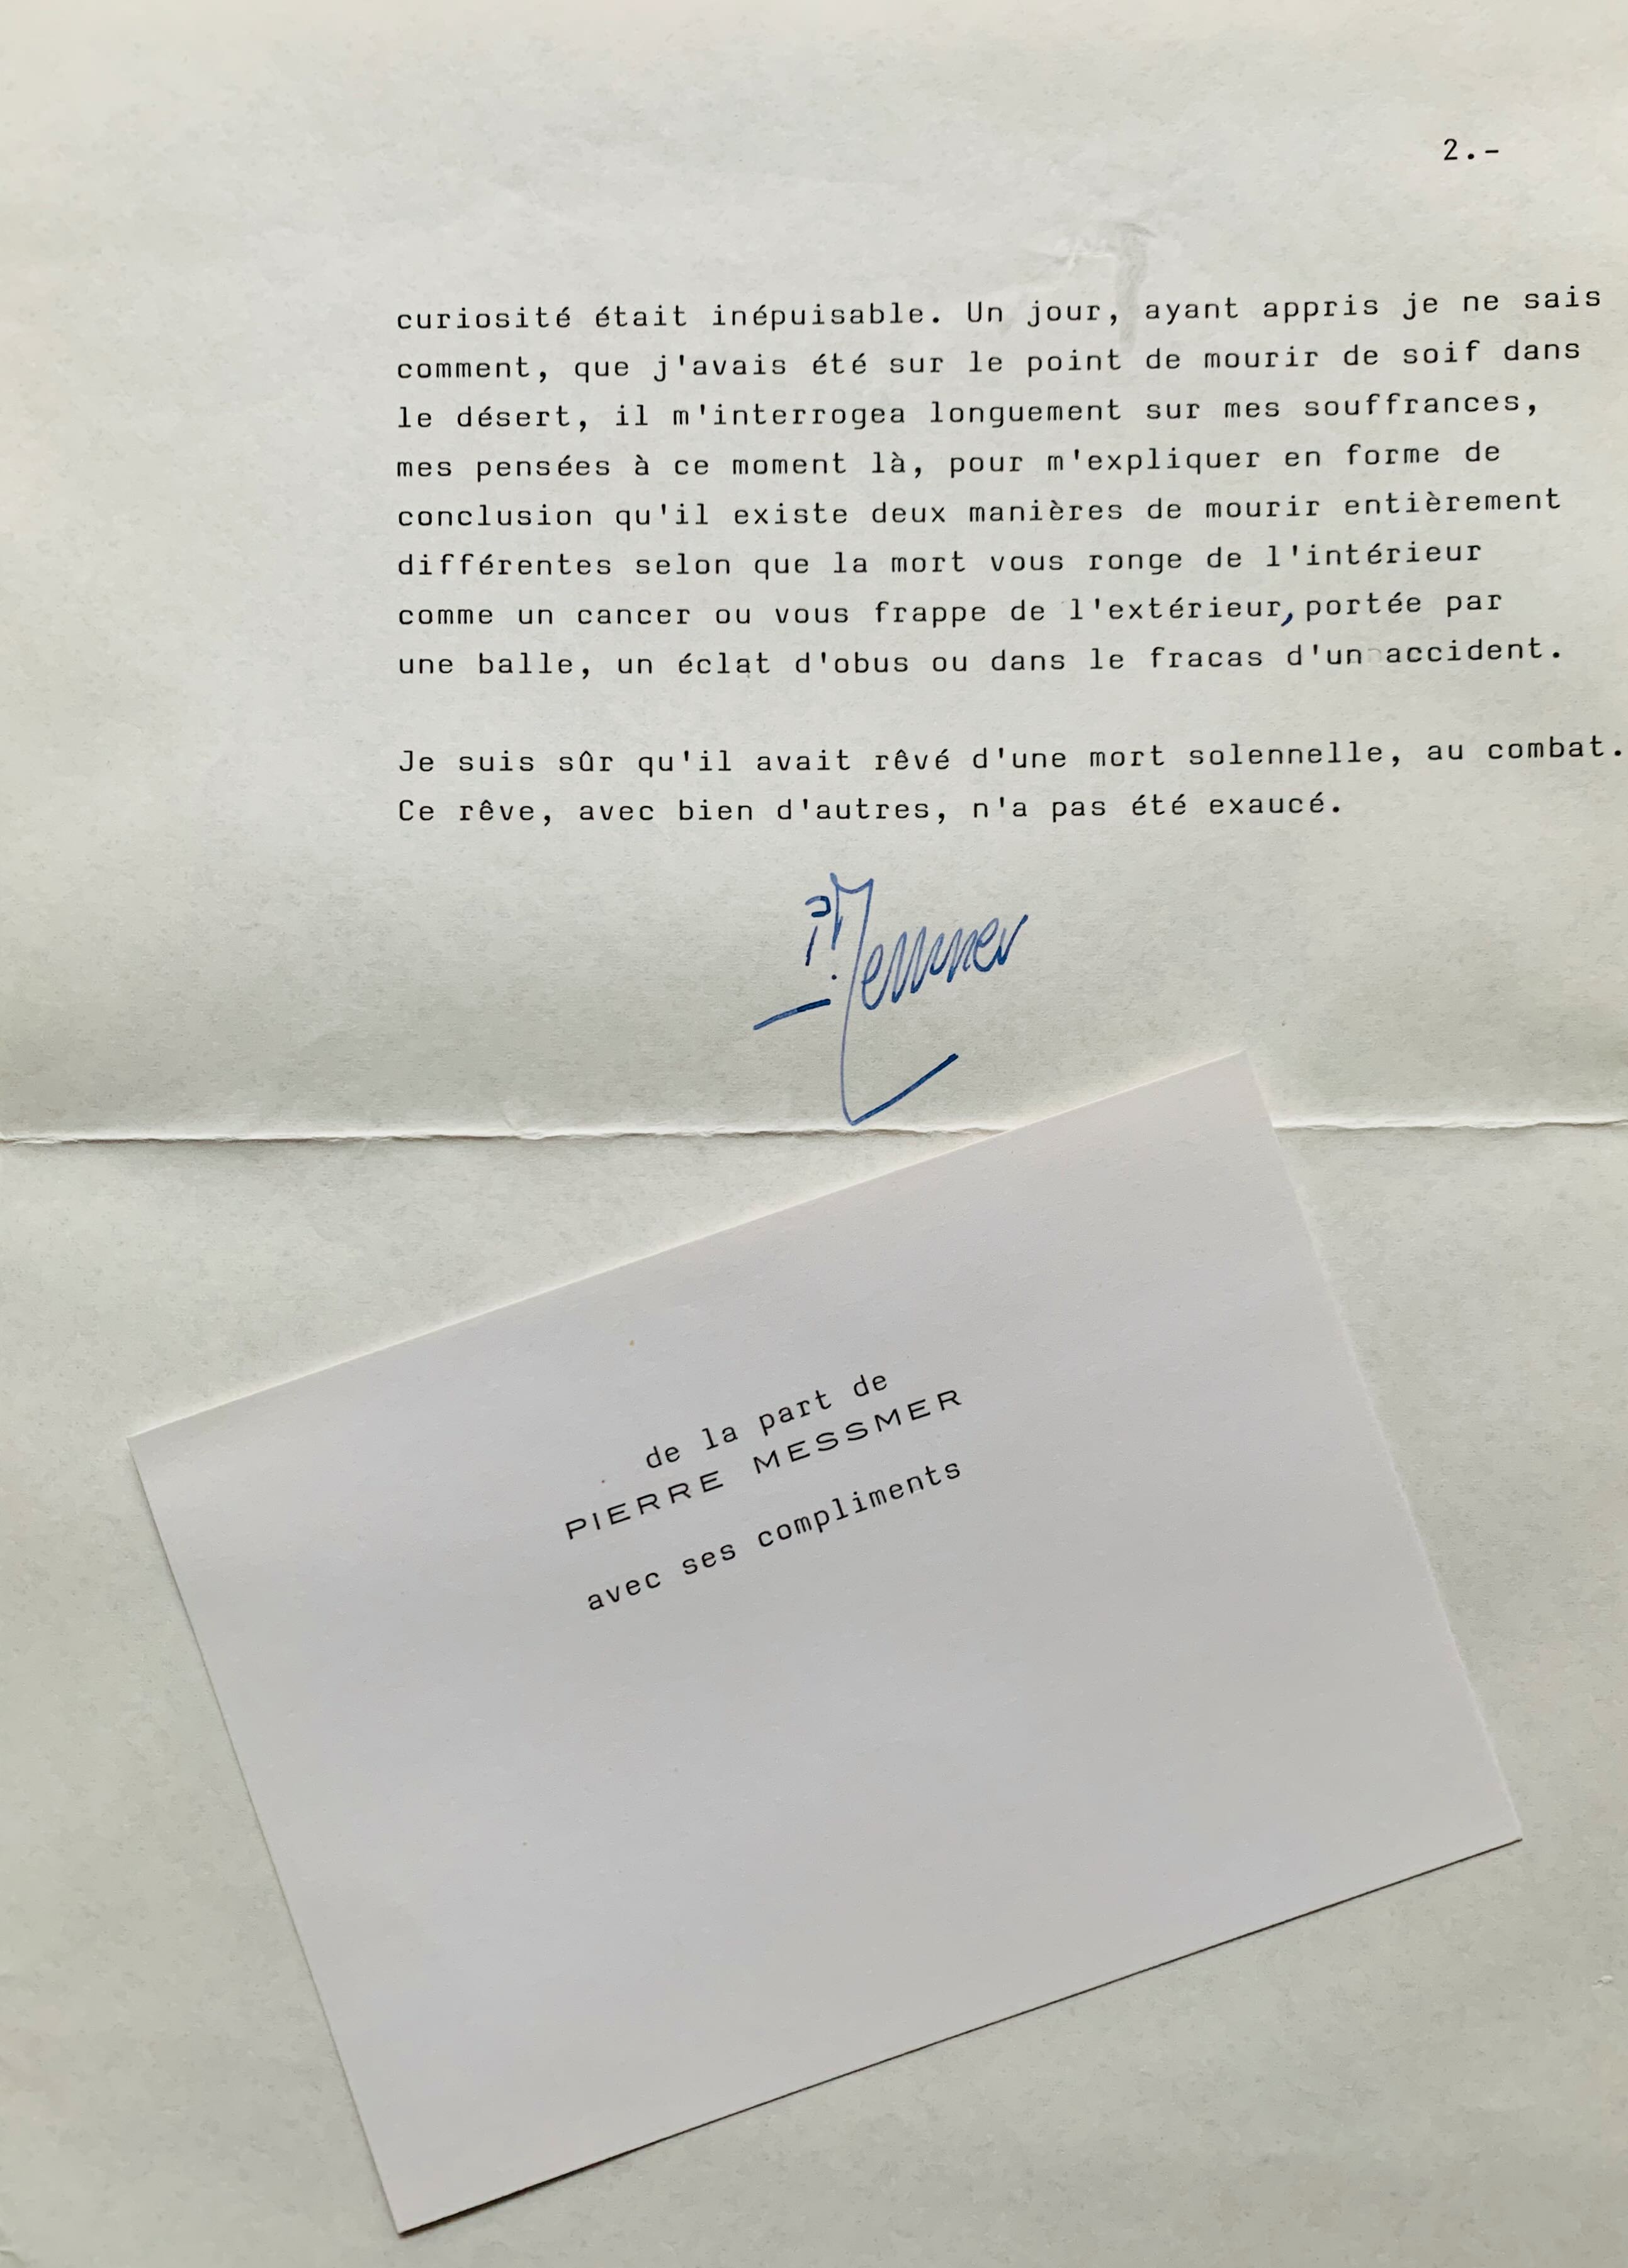 2.-
curiosité était inépuisable. Un jour, ayant appris je ne sais
comment, que j'avais été sur le point de mourir de soif dans
le désert, il m'interrogea longuement sur mes souffrances,
mes pensées à ce moment là, pour m'expliquer en forme de
conclusion qu'il existe deux manières de mourir entièrement
différentes selon que la mort vous ronge de l'intérieur
comme un cancer ou vous frappe de l'extérieur, portée par
une balle, un éclat d'obus ou dans le fracas d'un accident.
Je suis sûr qu'il avait rêvé d'une mort solennelle, au combat.
Ce rêve, avec bien d'autres, n'a pas été exaucé.
P. Messmer
de la part de
PIERRE MESSMER
avec ses compliments